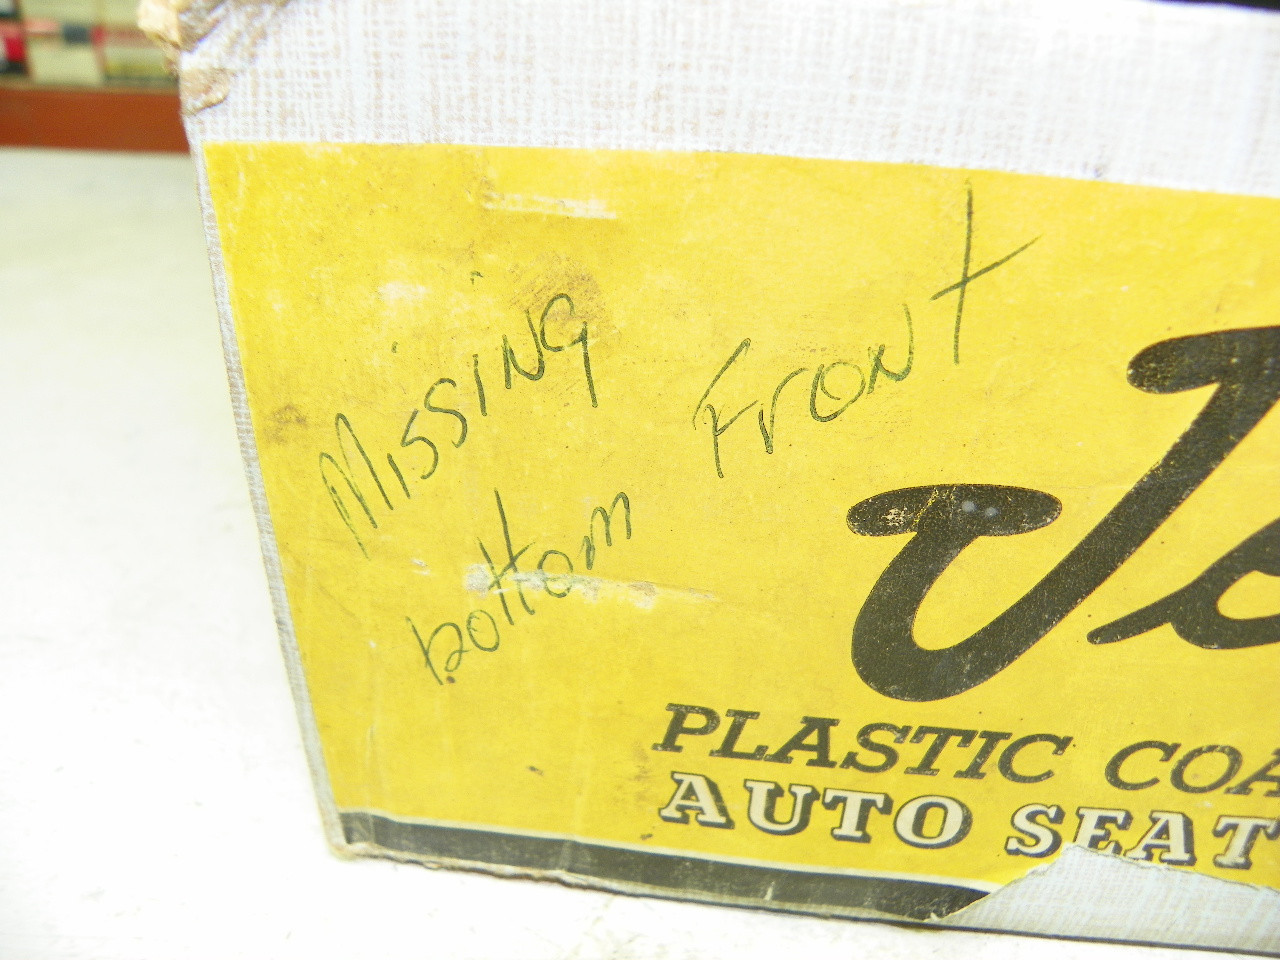 Missing Front
bottom
PLASTIC COA
AUTO SEAT